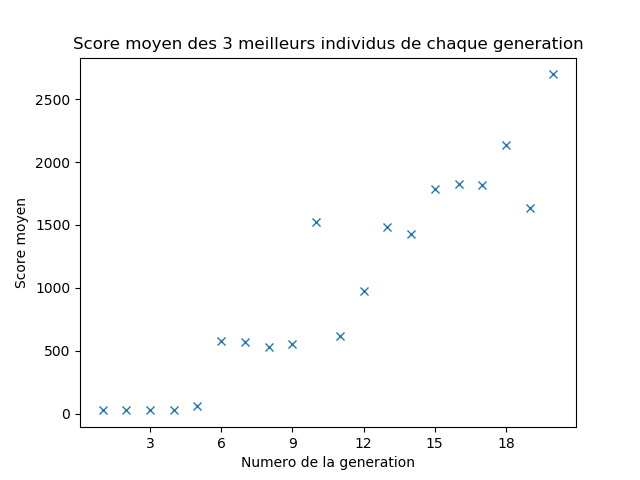 Score moyen des 3 meilleurs individus de chaque generation
Score moyen
2500
2000
1500
1000
500
0
3 6 9 12 15 18
Numero de la generation